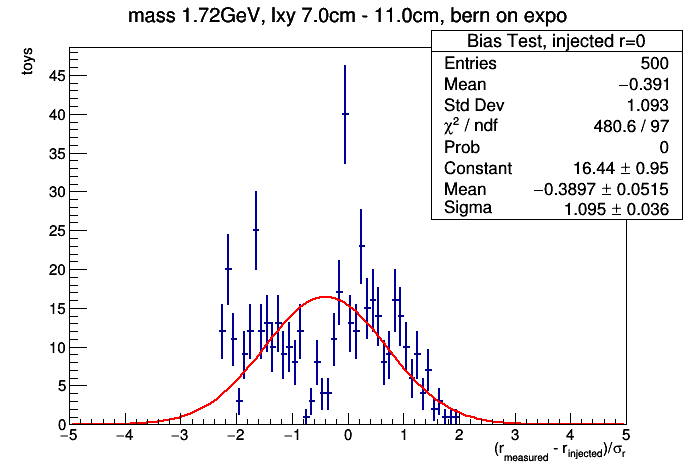 mass 1.72GeV, lxy 7.0cm - 11.0cm, bern on expo
Bias Test, injected r=0
Entries 500
Mean −0.391
Std Dev 1.093
χ² / ndf 480.6 / 97
Prob 0
Constant 16.44 ± 0.95
Mean −0.3897 ± 0.0515
Sigma 1.095 ± 0.036
toys
45
40
35
30
25
20
15
10
5
0
−5 −4 −3 −2 −1 0 1 2 3 4 5
(r_measured - r_injected)/σ_r